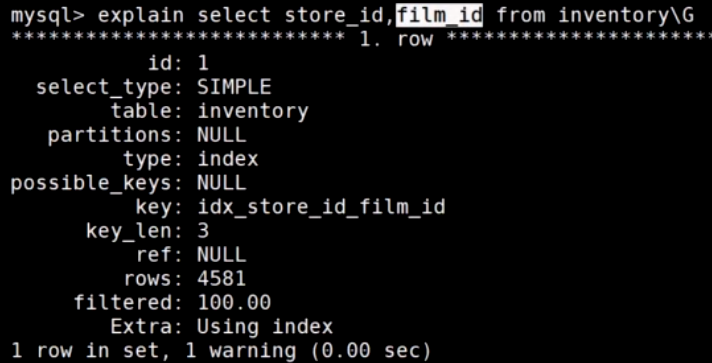 mysql> explain select store_id,film_id from inventory\G
*************************** 1. row ***********************
id: 1
select_type: SIMPLE
table: inventory
partitions: NULL
type: index
possible_keys: NULL
key: idx_store_id_film_id
key_len: 3
ref: NULL
rows: 4581
filtered: 100.00
Extra: Using index
1 row in set, 1 warning (0.00 sec)